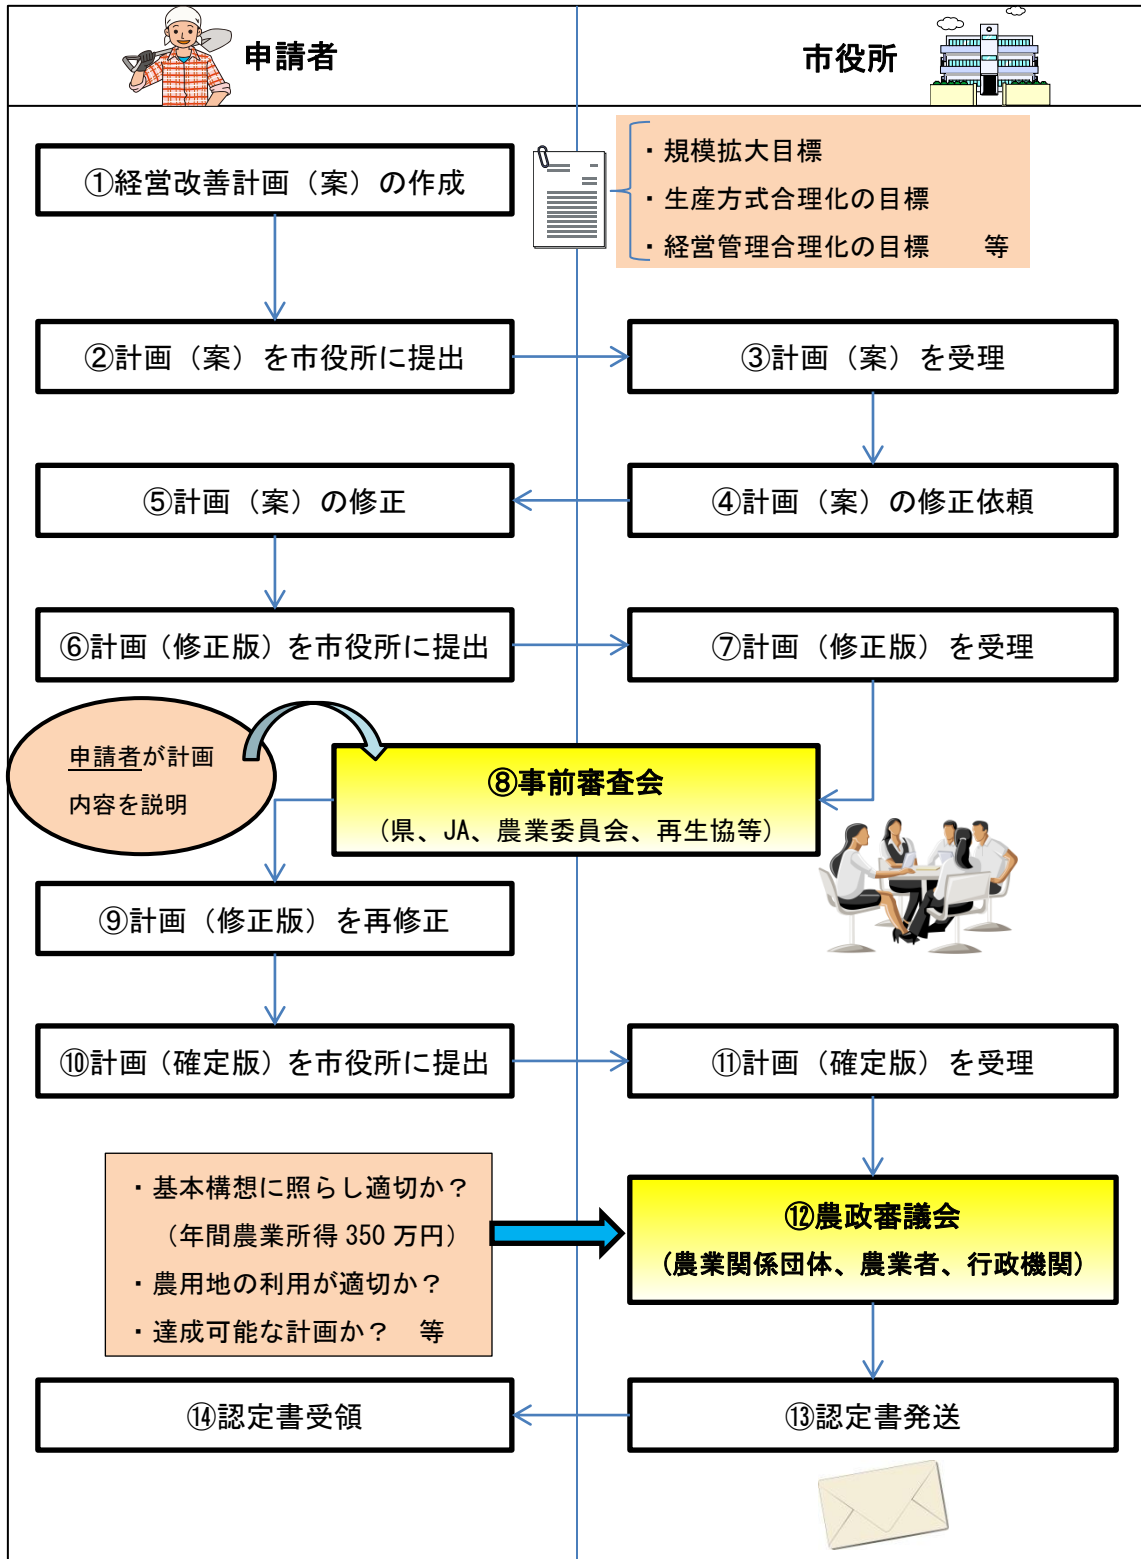 申請者
市役所
①経営改善計画（案）の作成
・規模拡大目標
・生産方式合理化の目標
・経営管理合理化の目標　　等
②計画（案）を市役所に提出
③計画（案）を受理
⑤計画（案）の修正
④計画（案）の修正依頼
⑥計画（修正版）を市役所に提出
⑦計画（修正版）を受理
申請者が計画
内容を説明
⑧事前審査会
（県、JA、農業委員会、再生協等）
⑨計画（修正版）を再修正
⑩計画（確定版）を市役所に提出
⑪計画（確定版）を受理
・基本構想に照らし適切か？
（年間農業所得 350 万円）
・農用地の利用が適切か？
・達成可能な計画か？　等
⑫農政審議会
（農業関係団体、農業者、行政機関）
⑭認定書受領
⑬認定書発送